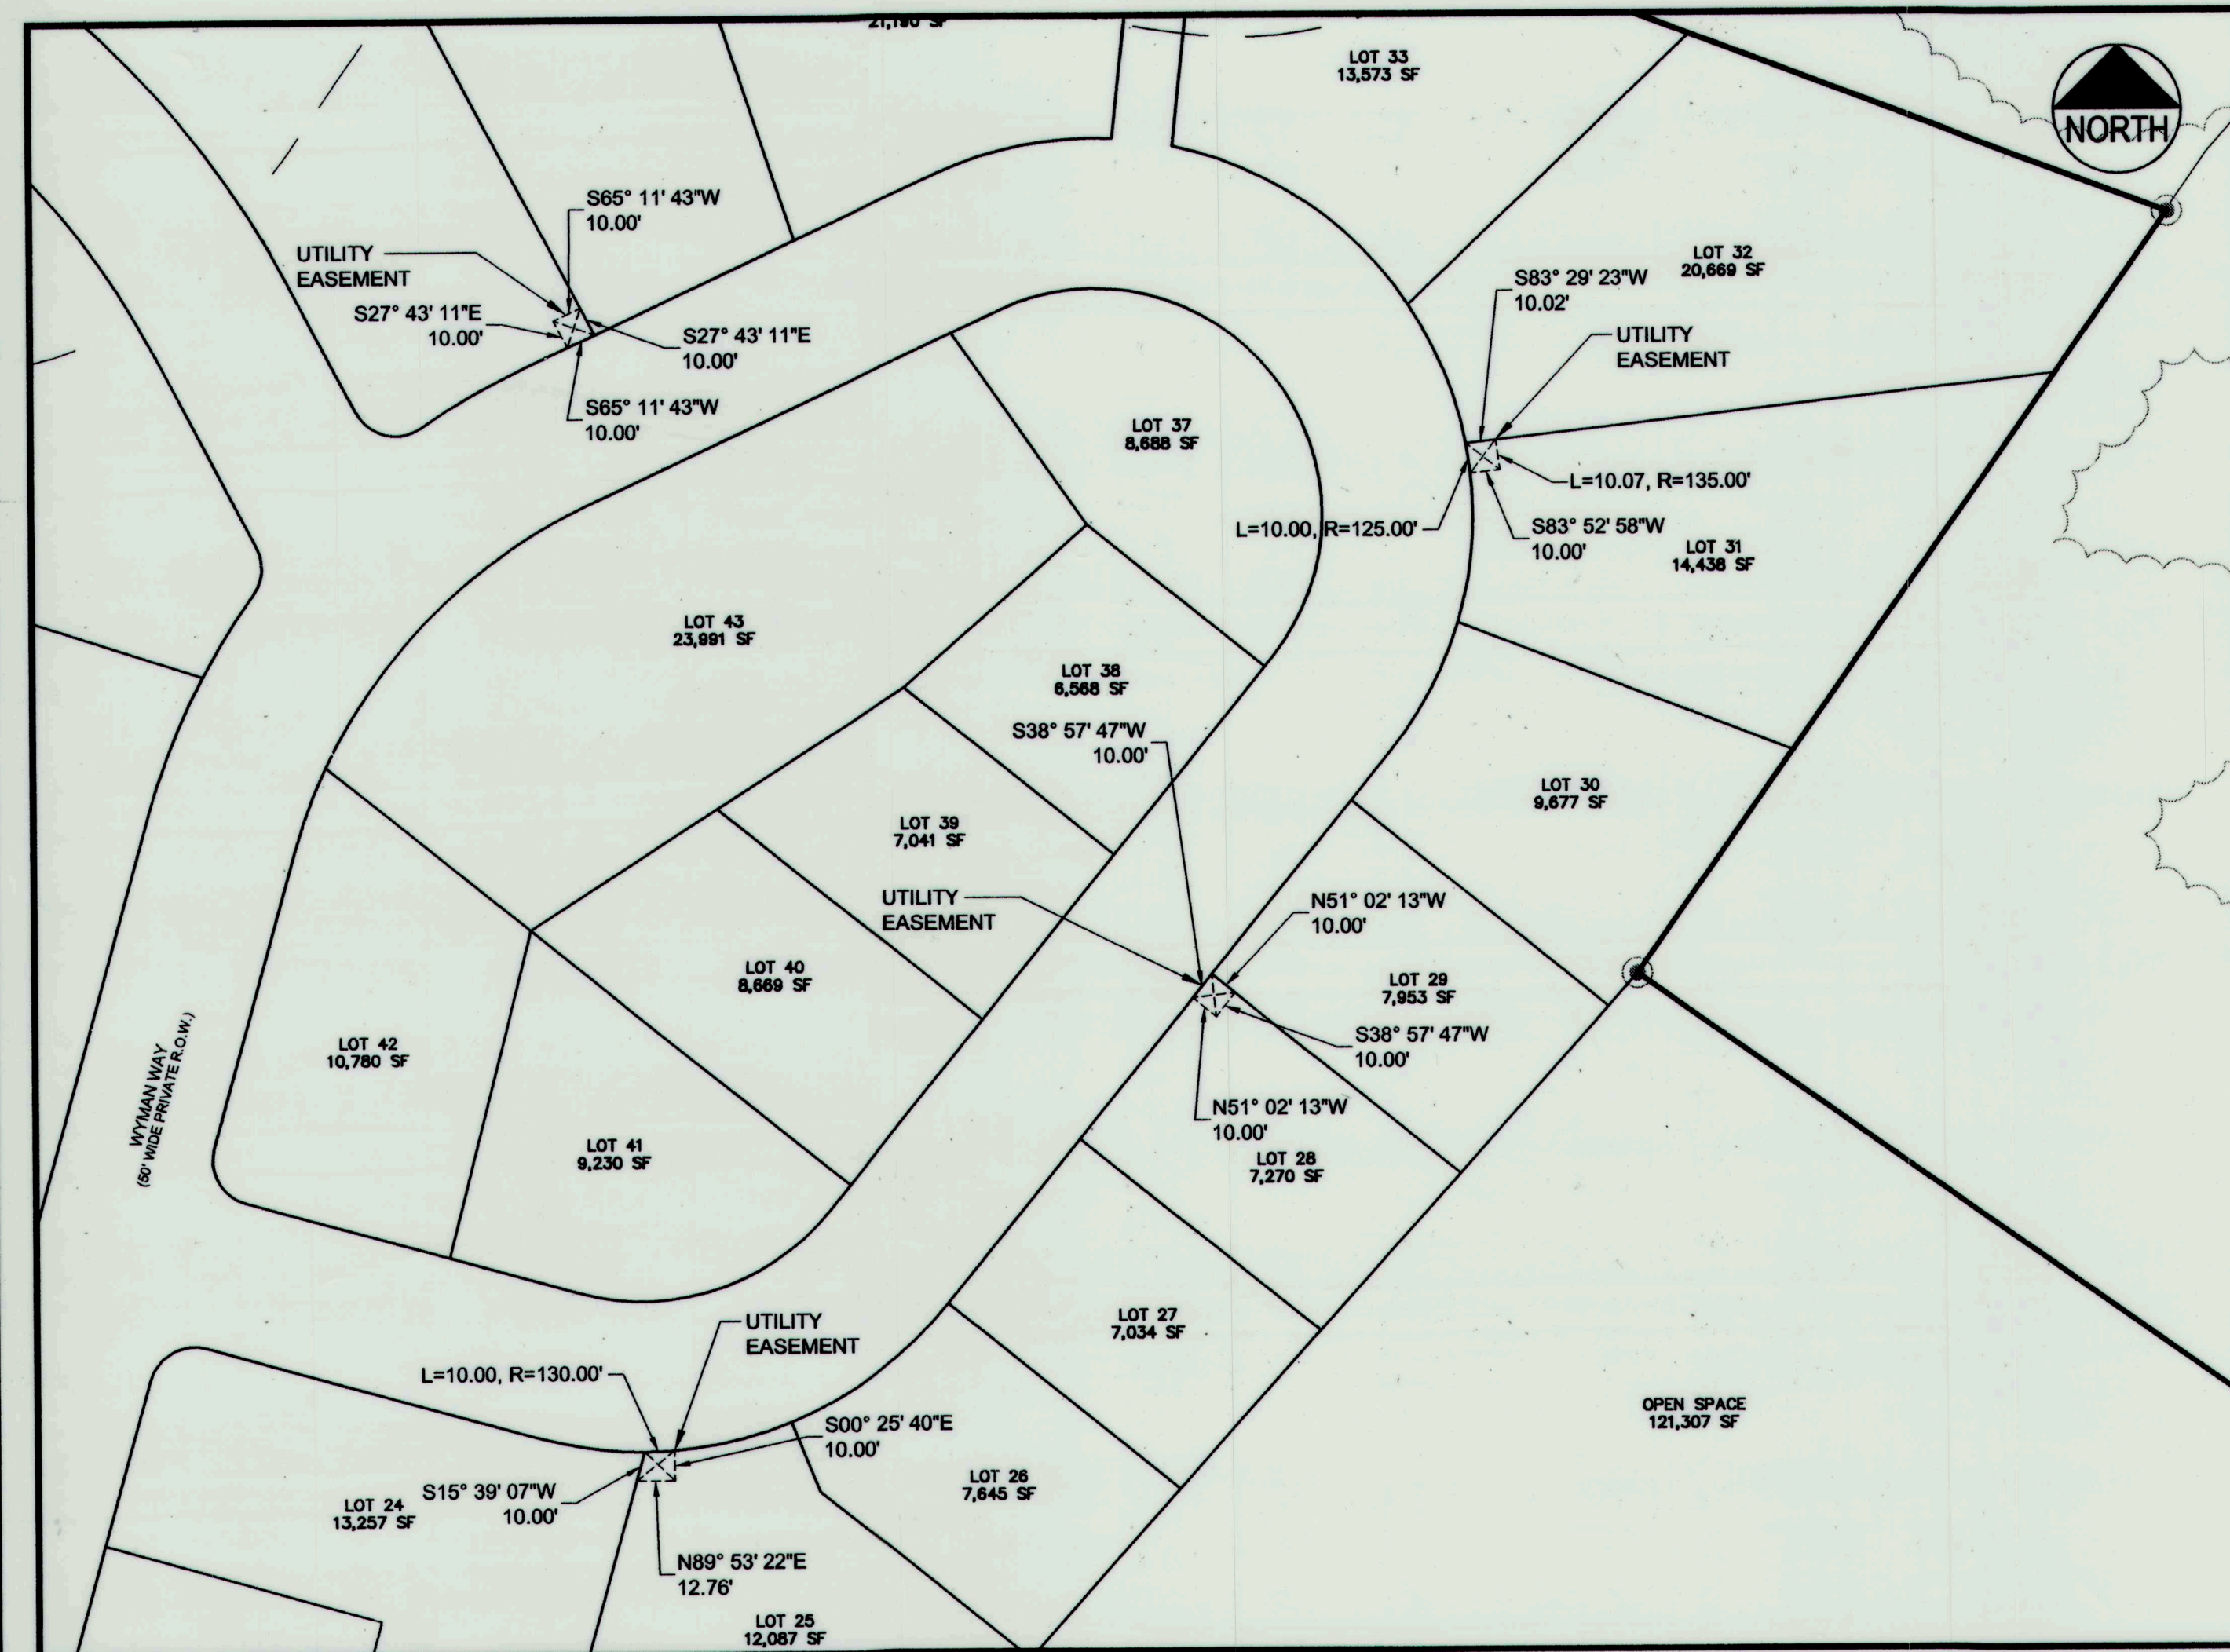 21,190 SF
LOT 33
13,573 SF
NORTH
S65° 11' 43"W
10.00'
UTILITY
EASEMENT
S27° 43' 11"E
10.00'
S27° 43' 11"E
10.00'
S65° 11' 43"W
10.00'
LOT 32
20,669 SF
S83° 29' 23"W
10.02'
UTILITY
EASEMENT
LOT 37
8,688 SF
L=10.07, R=135.00'
L=10.00, R=125.00'
S83° 52' 58"W
10.00'
LOT 31
14,438 SF
LOT 43
23,991 SF
LOT 38
6,568 SF
S38° 57' 47"W
10.00'
LOT 30
9,677 SF
LOT 39
7,041 SF
UTILITY
EASEMENT
N51° 02' 13"W
10.00'
LOT 40
8,669 SF
LOT 29
7,953 SF
S38° 57' 47"W
10.00'
LOT 42
10,780 SF
WYMAN WAY
(50' WIDE PRIVATE R.O.W.)
N51° 02' 13"W
10.00'
LOT 41
9,230 SF
LOT 28
7,270 SF
LOT 27
7,034 SF
UTILITY
EASEMENT
L=10.00, R=130.00'
OPEN SPACE
121,307 SF
S00° 25' 40"E
10.00'
LOT 26
7,645 SF
S15° 39' 07"W
10.00'
LOT 24
13,257 SF
N89° 53' 22"E
12.76'
LOT 25
12,087 SF